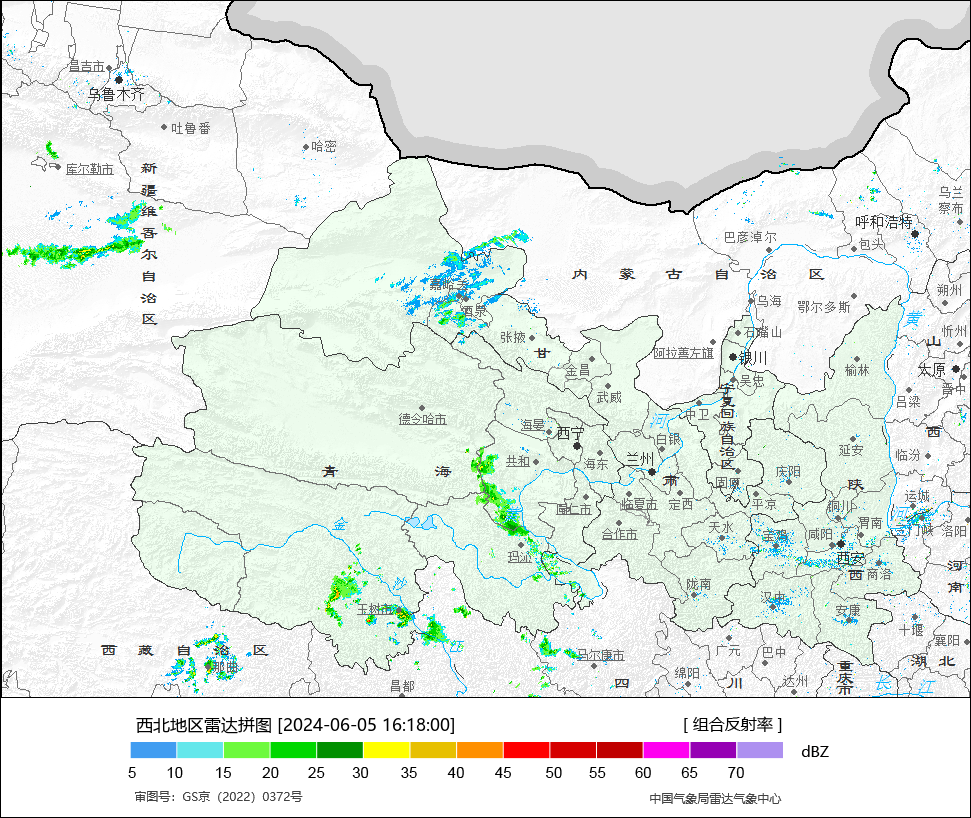 昌吉市
乌鲁木齐
吐鲁番
哈密
库尔勒市
新疆维吾尔自治区
乌兰察布
呼和浩特
包头
巴彦淖尔
内蒙古自治区
朔州
乌海
鄂尔多斯
黄
忻州
酒泉
张掖
甘
石嘴山
山
阿拉善左旗
银川
太原
金昌
榆林
吴忠
晋中
武威
宁夏回族自治区
吕梁
德令哈市
中卫
海晏
西宁
河
白银
延安
西
共和
海东
兰州
临汾
青海
肃
固原
庆阳
陕
同仁市
临夏市
定西
平凉
铜川
运城
金
合作市
天水
宝鸡
咸阳
渭南
三门峡
洛阳
玛沁
西安
西
商洛
河南
沙
陇南
玉树市
汉中
安康
十堰
江
西藏自治区
那曲
马尔康市
广元
巴中
襄阳
湖北
昌都
四川
绵阳
达州
重庆市
长江
西北地区雷达拼图 [2024-06-05 16:18:00]
[ 组合反射率 ]
dBZ
5 10 15 20 25 30 35 40 45 50 55 60 65 70
审图号：GS京（2022）0372号
中国气象局雷达气象中心